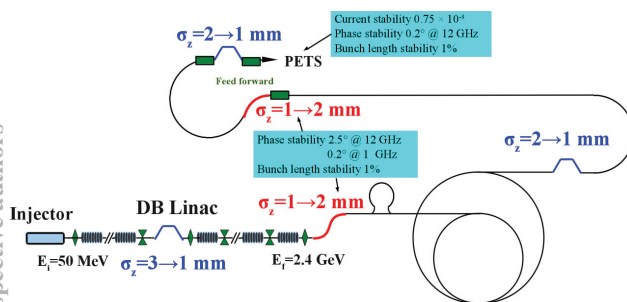 Current stability 0.75 × 10⁻³
Phase stability 0.2° @ 12 GHz
Bunch length stability 1%
σz=2→1 mm
PETS
Feed forward
σz=1→2 mm
Phase stability 2.5° @ 12 GHz
0.2° @ 1 GHz
Bunch length stability 1%
σz=2→1 mm
σz=1→2 mm
Injector
DB Linac
Ei=50 MeV
σz=3→1 mm
Ef=2.4 GeV
pective authors